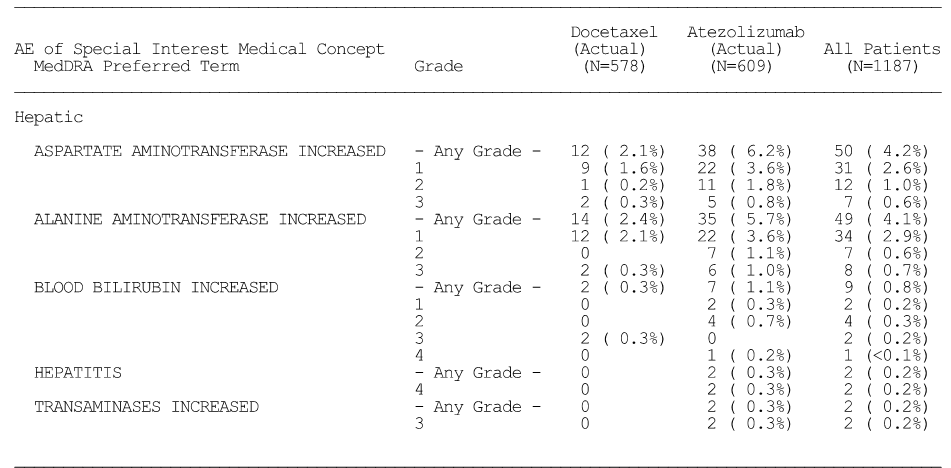 Docetaxel Atezolizumab
AE of Special Interest Medical Concept (Actual) (Actual) All Patients
MedDRA Preferred Term Grade (N=578) (N=609) (N=1187)
Hepatic
ASPARTATE AMINOTRANSFERASE INCREASED - Any Grade - 12 ( 2.1%) 38 ( 6.2%) 50 ( 4.2%)
1 9 ( 1.6%) 22 ( 3.6%) 31 ( 2.6%)
2 1 ( 0.2%) 11 ( 1.8%) 12 ( 1.0%)
3 2 ( 0.3%) 5 ( 0.8%) 7 ( 0.6%)
ALANINE AMINOTRANSFERASE INCREASED - Any Grade - 14 ( 2.4%) 35 ( 5.7%) 49 ( 4.1%)
1 12 ( 2.1%) 22 ( 3.6%) 34 ( 2.9%)
2 0 7 ( 1.1%) 7 ( 0.6%)
3 2 ( 0.3%) 6 ( 1.0%) 8 ( 0.7%)
BLOOD BILIRUBIN INCREASED - Any Grade - 2 ( 0.3%) 7 ( 1.1%) 9 ( 0.8%)
1 0 2 ( 0.3%) 2 ( 0.2%)
2 0 4 ( 0.7%) 4 ( 0.3%)
3 2 ( 0.3%) 0 2 ( 0.2%)
4 0 1 ( 0.2%) 1 (<0.1%)
HEPATITIS - Any Grade - 0 2 ( 0.3%) 2 ( 0.2%)
4 0 2 ( 0.3%) 2 ( 0.2%)
TRANSAMINASES INCREASED - Any Grade - 0 2 ( 0.3%) 2 ( 0.2%)
3 0 2 ( 0.3%) 2 ( 0.2%)